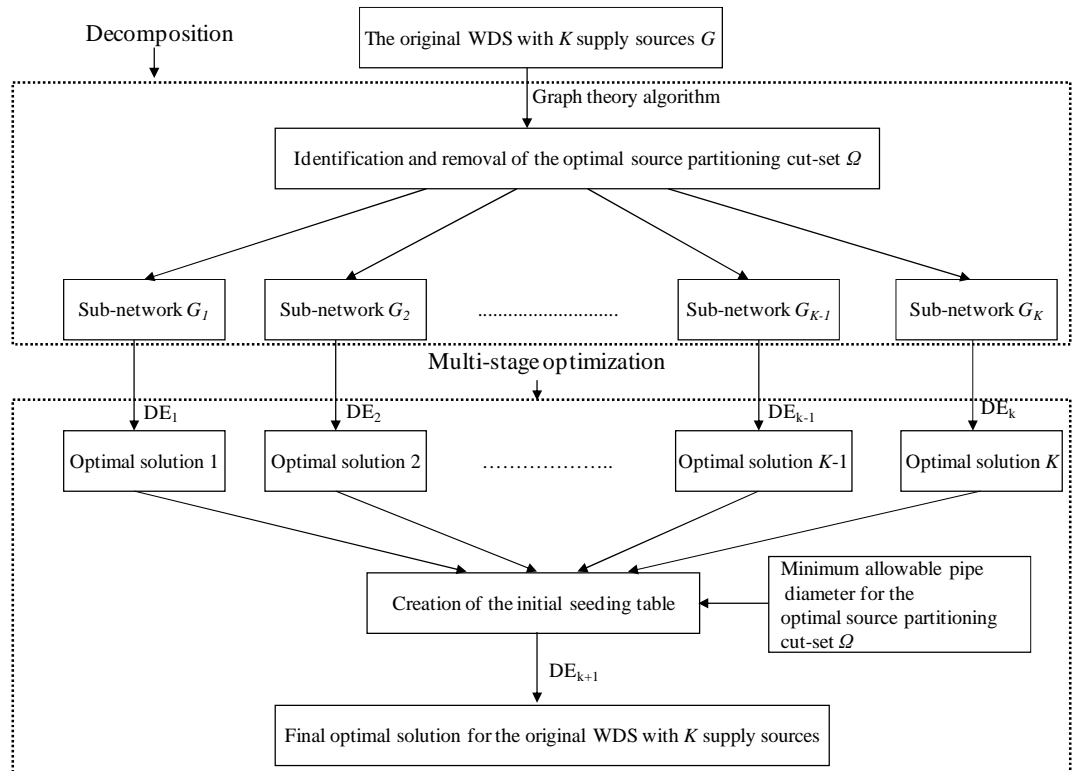 Decomposition
The original WDS with K supply sources G
Graph theory algorithm
Identification and removal of the optimal source partitioning cut-set Ω
Sub-network G1
Sub-network G2
............................
Sub-network GK-1
Sub-network GK
Multi-stage optimization
DE1
DE2
DEk-1
DEk
Optimal solution 1
Optimal solution 2
………………..
Optimal solution K-1
Optimal solution K
Creation of the initial seeding table
Minimum allowable pipe
diameter for the
optimal source partitioning
cut-set Ω
DEk+1
Final optimal solution for the original WDS with K supply sources